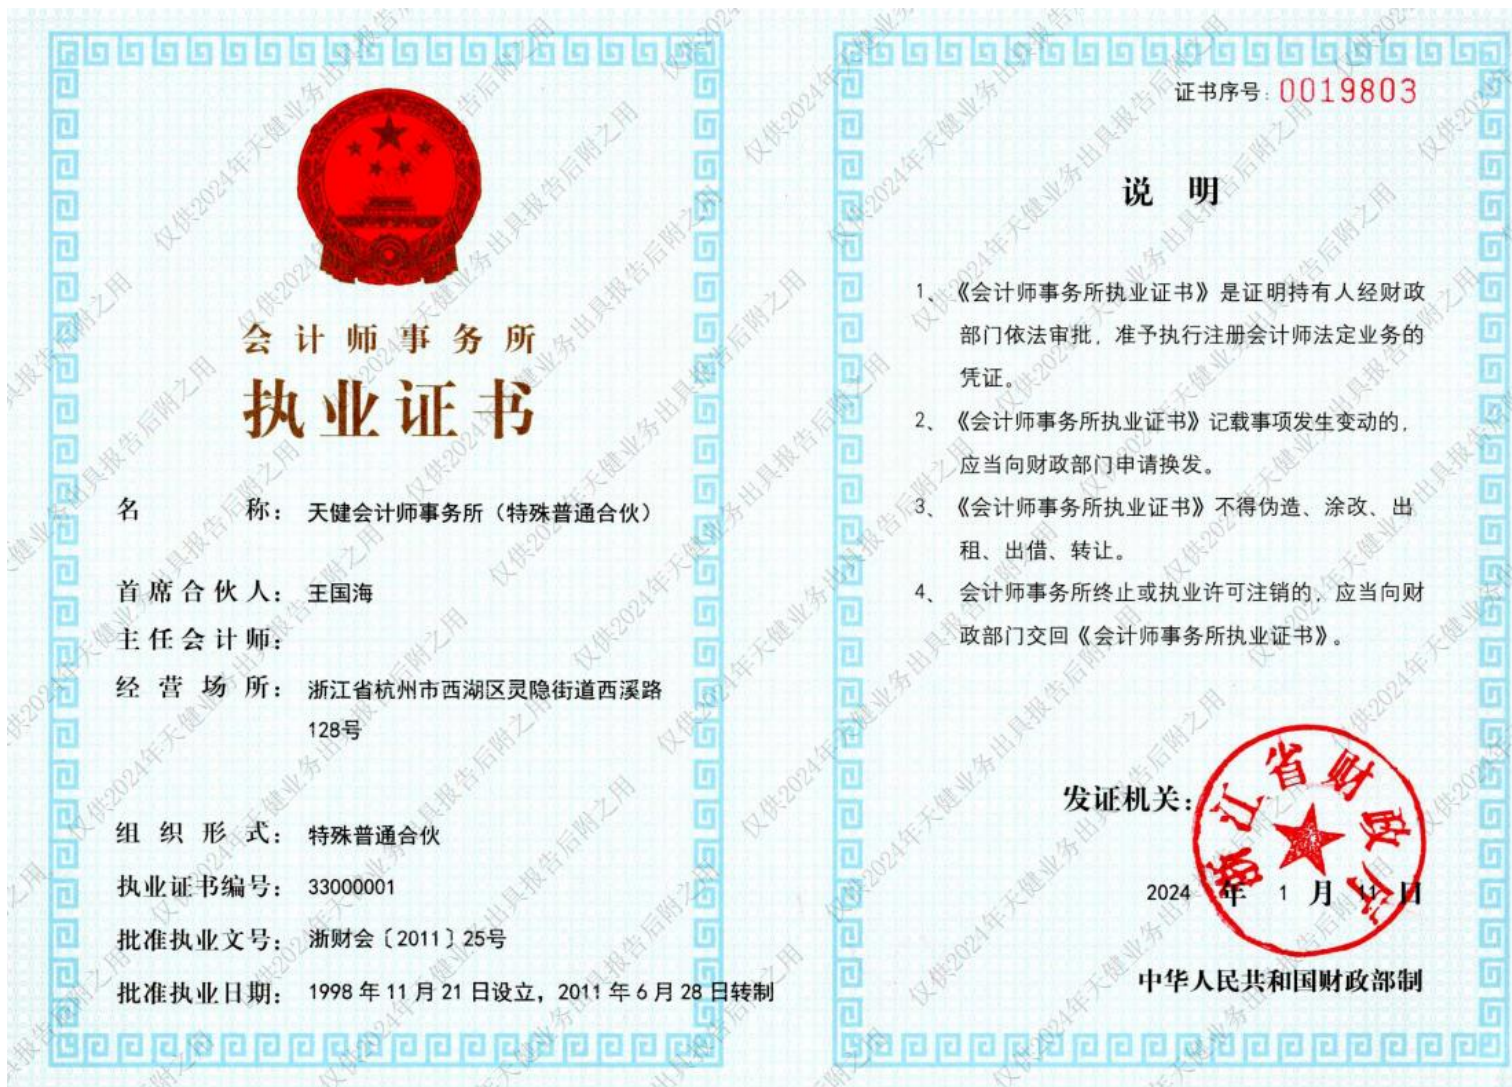 会计师事务所
执业证书
名称：天健会计师事务所（特殊普通合伙）
首席合伙人：王国海
主任会计师：
经营场所：浙江省杭州市西湖区灵隐街道西溪路
128号
组织形式：特殊普通合伙
执业证书编号：33000001
批准执业文号：浙财会〔2011〕25号
批准执业日期：1998年11月21日设立，2011年6月28日转制
证书序号：0019803
说明
1、《会计师事务所执业证书》是证明持有人经财政
部门依法审批，准予执行注册会计师法定业务的
凭证。
2、《会计师事务所执业证书》记载事项发生变动的，
应当向财政部门申请换发。
3、《会计师事务所执业证书》不得伪造、涂改、出
租、出借、转让。
4、会计师事务所终止或执业许可注销的，应当向财
政部门交回《会计师事务所执业证书》。
发证机关：
浙江省财政厅
2024年1月11日
中华人民共和国财政部制
仅供2024年天健业务出具报告后附之用